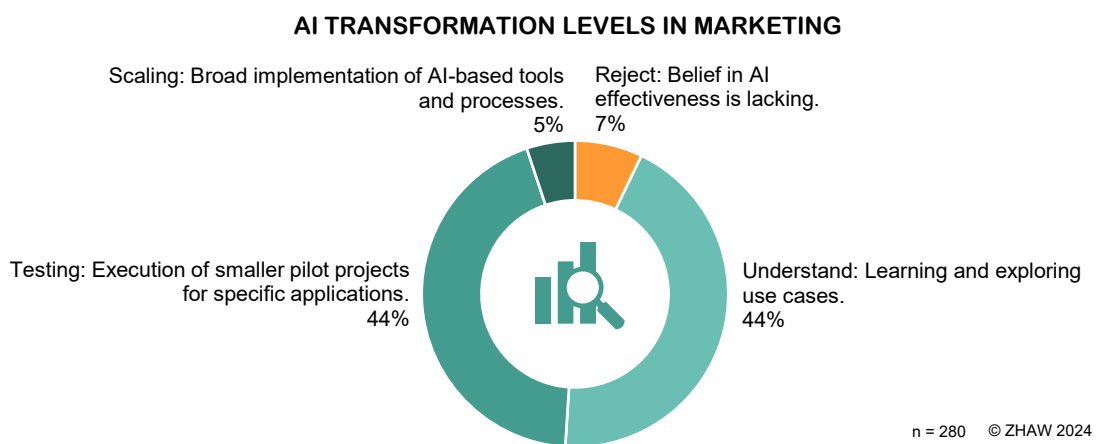 AI TRANSFORMATION LEVELS IN MARKETING
Scaling: Broad implementation of AI-based tools
and processes.
5%
Reject: Belief in AI
effectiveness is lacking.
7%
Testing: Execution of smaller pilot projects
for specific applications.
44%
Understand: Learning and exploring
use cases.
44%
n = 280 © ZHAW 2024